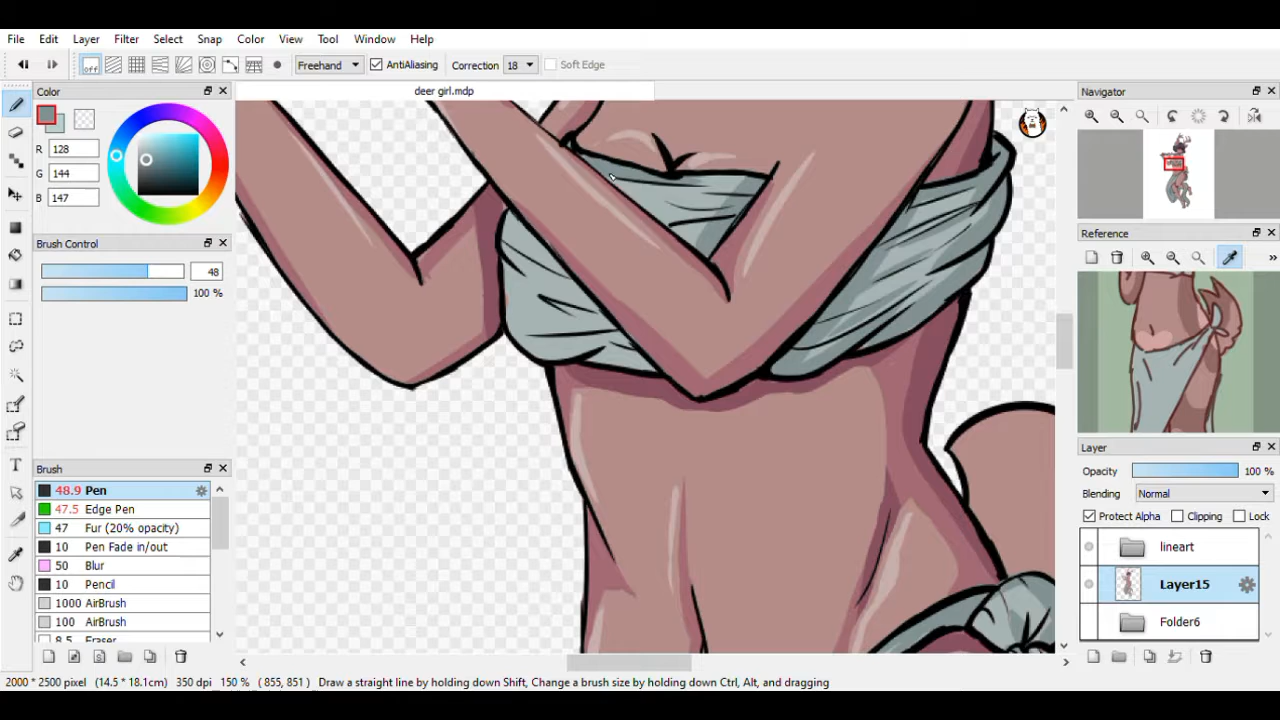 File Edit Layer Filter Select Snap Color View Tool Window Help
off Freehand AntiAliasing Correction 18 Soft Edge
Color
deer girl.mdp
Navigator
R 128
G 144
B 147
Brush Control
48
100 %
Reference
»
Layer
Opacity 100 %
Blending Normal
Protect Alpha Clipping Lock
lineart
Layer15
Folder6
Brush
48.9 Pen
47.5 Edge Pen
47 Fur (20% opacity)
10 Pen Fade in/out
50 Blur
10 Pencil
1000 AirBrush
100 AirBrush
8.5 Eraser
2000 * 2500 pixel (14.5 * 18.1cm) 350 dpi 150 % ( 855, 851 ) Draw a straight line by holding down Shift, Change a brush size by holding down Ctrl, Alt, and dragging